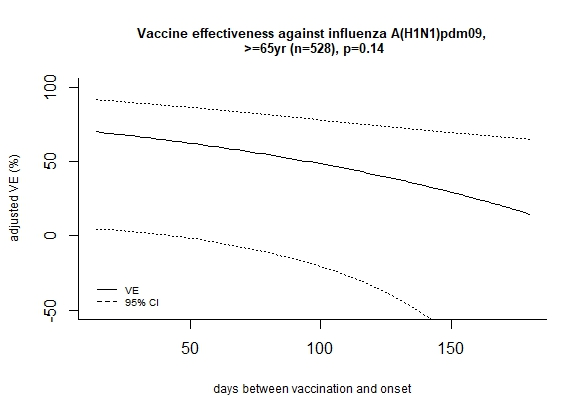 Vaccine effectiveness against influenza A(H1N1)pdm09,
>=65yr (n=528), p=0.14
adjusted VE (%)
100
50
0
-50
VE
95% CI
50 100 150
days between vaccination and onset